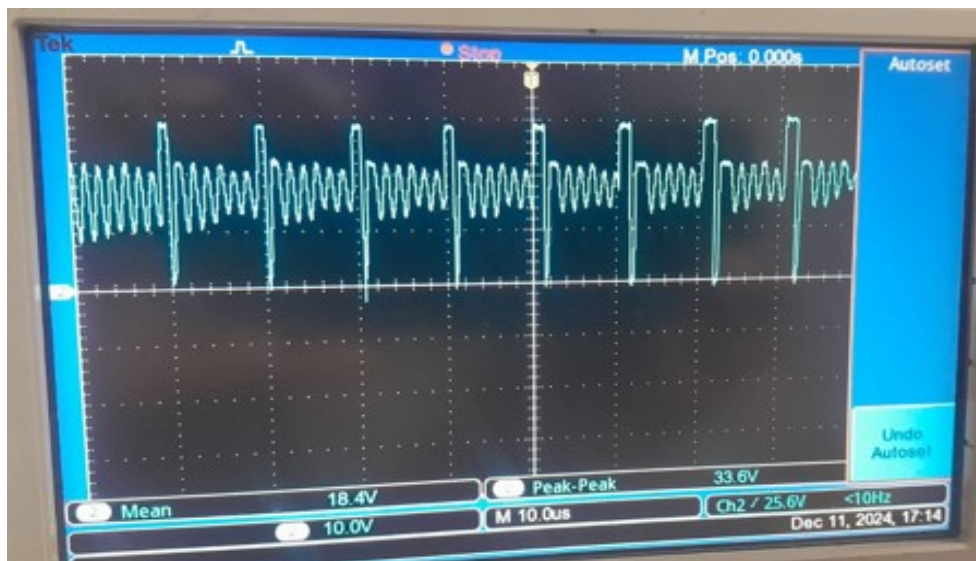 Tek Stop M Pos: 0.000s
Autoset
T
2
Undo
Autoset
Mean 18.4V
Peak-Peak 33.6V
10.0V
M 10.0us
Ch2 / 25.6V <10Hz
Dec 11, 2024, 17:14